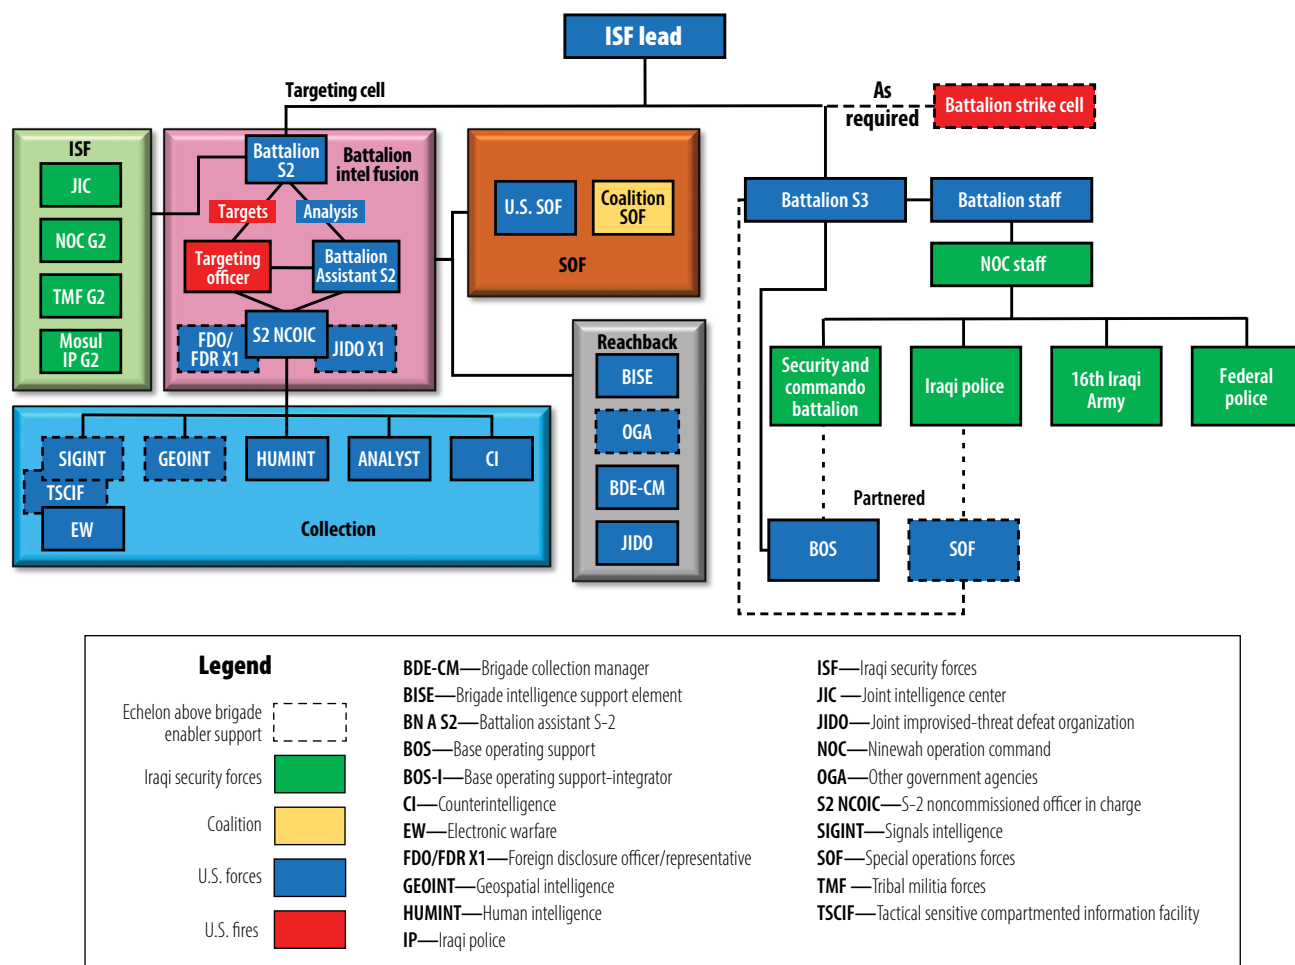 ISF lead
Targeting cell
As
required
Battalion strike cell
ISF
JIC
NOC G2
TMF G2
Mosul
IP G2
Battalion
S2
Battalion
intel fusion
Targets
Analysis
Targeting
officer
Battalion
Assistant S2
S2 NCOIC
FDO/
FDR X1
JIDO X1
U.S. SOF
Coalition
SOF
SOF
Battalion S3
Battalion staff
NOC staff
Security and
commando
battalion
Iraqi police
16th Iraqi
Army
Federal
police
Partnered
BOS
SOF
Reachback
BISE
OGA
BDE-CM
JIDO
SIGINT
GEOINT
HUMINT
ANALYST
CI
TSCIF
EW
Collection
Legend
Echelon above brigade
enabler support
Iraqi security forces
Coalition
U.S. forces
U.S. fires
BDE-CM—Brigade collection manager
BISE—Brigade intelligence support element
BN A S2—Battalion assistant S-2
BOS—Base operating support
BOS-I—Base operating support-integrator
CI—Counterintelligence
EW—Electronic warfare
FDO/FDR X1—Foreign disclosure officer/representative
GEOINT—Geospatial intelligence
HUMINT—Human intelligence
IP—Iraqi police
ISF—Iraqi security forces
JIC—Joint intelligence center
JIDO—Joint improvised-threat defeat organization
NOC—Ninewah operation command
OGA—Other government agencies
S2 NCOIC—S-2 noncommissioned officer in charge
SIGINT—Signals intelligence
SOF—Special operations forces
TMF —Tribal militia forces
TSCIF—Tactical sensitive compartmented information facility